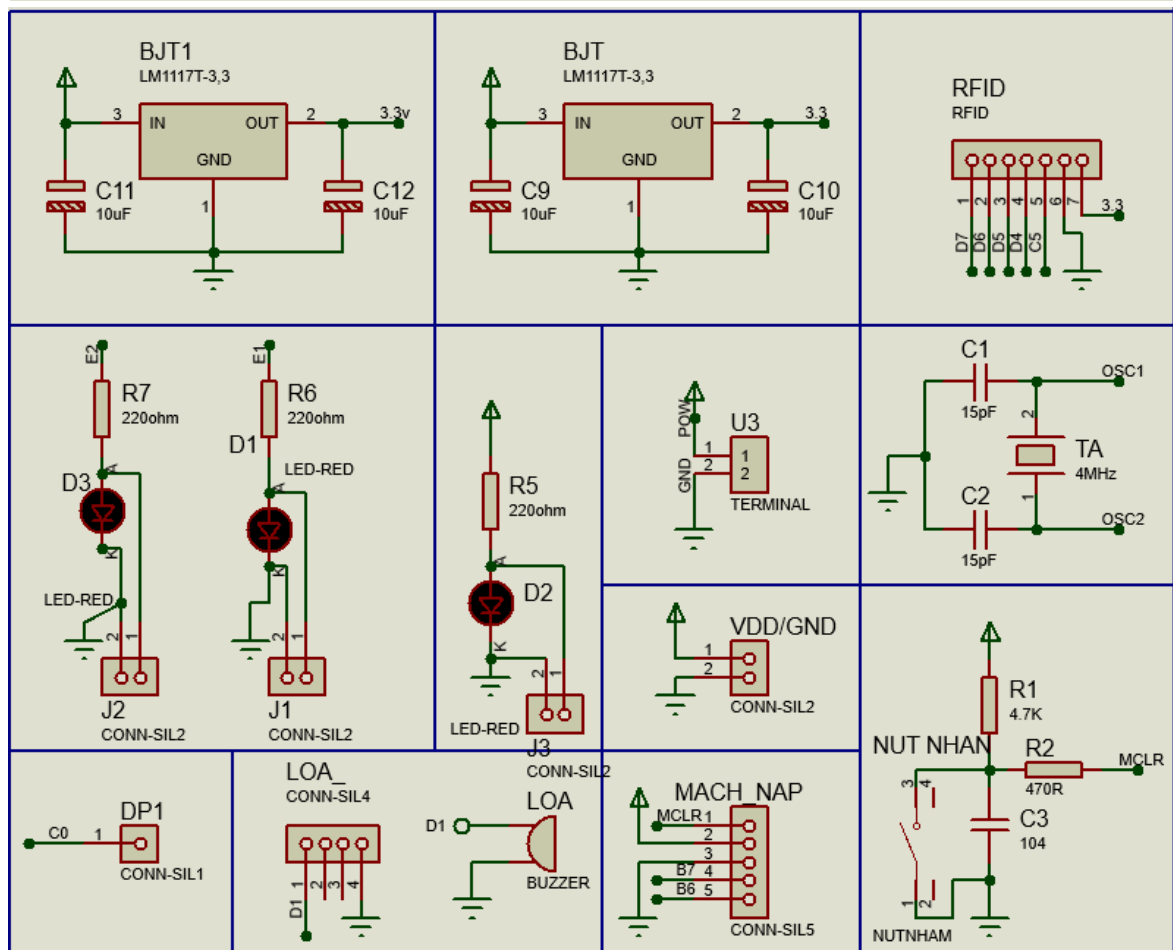 BJT1
LM1117T-3,3
3
IN
OUT
2
3.3v
GND
1
C11
10uF
C12
10uF
BJT
LM1117T-3,3
3
IN
OUT
2
3.3
GND
1
C9
10uF
C10
10uF
RFID
RFID
1
2
3
4
5
6
7
3.3
D7
D6
D5
D4
C5
E2
R7
220ohm
D3
A
K
LED-RED
2
1
J2
CONN-SIL2
E1
R6
220ohm
D1
LED-RED
A
K
2
1
J1
CONN-SIL2
R5
220ohm
A
D2
K
2
1
LED-RED
J3
CONN-SIL2
POW
U3
1
1
2
2
GND
TERMINAL
C1
15pF
OSC1
2
TA
4MHz
1
C2
15pF
OSC2
VDD/GND
1
2
CONN-SIL2
R1
4.7K
NUT NHAN
R2
470R
MCLR
3
4
C3
104
1
2
NUTNHAM
DP1
C0
1
CONN-SIL1
LOA_
CONN-SIL4
1
2
3
4
D1
LOA
D1
BUZZER
MACH_NAP
MCLR
1
2
3
B7
4
B6
5
CONN-SIL5